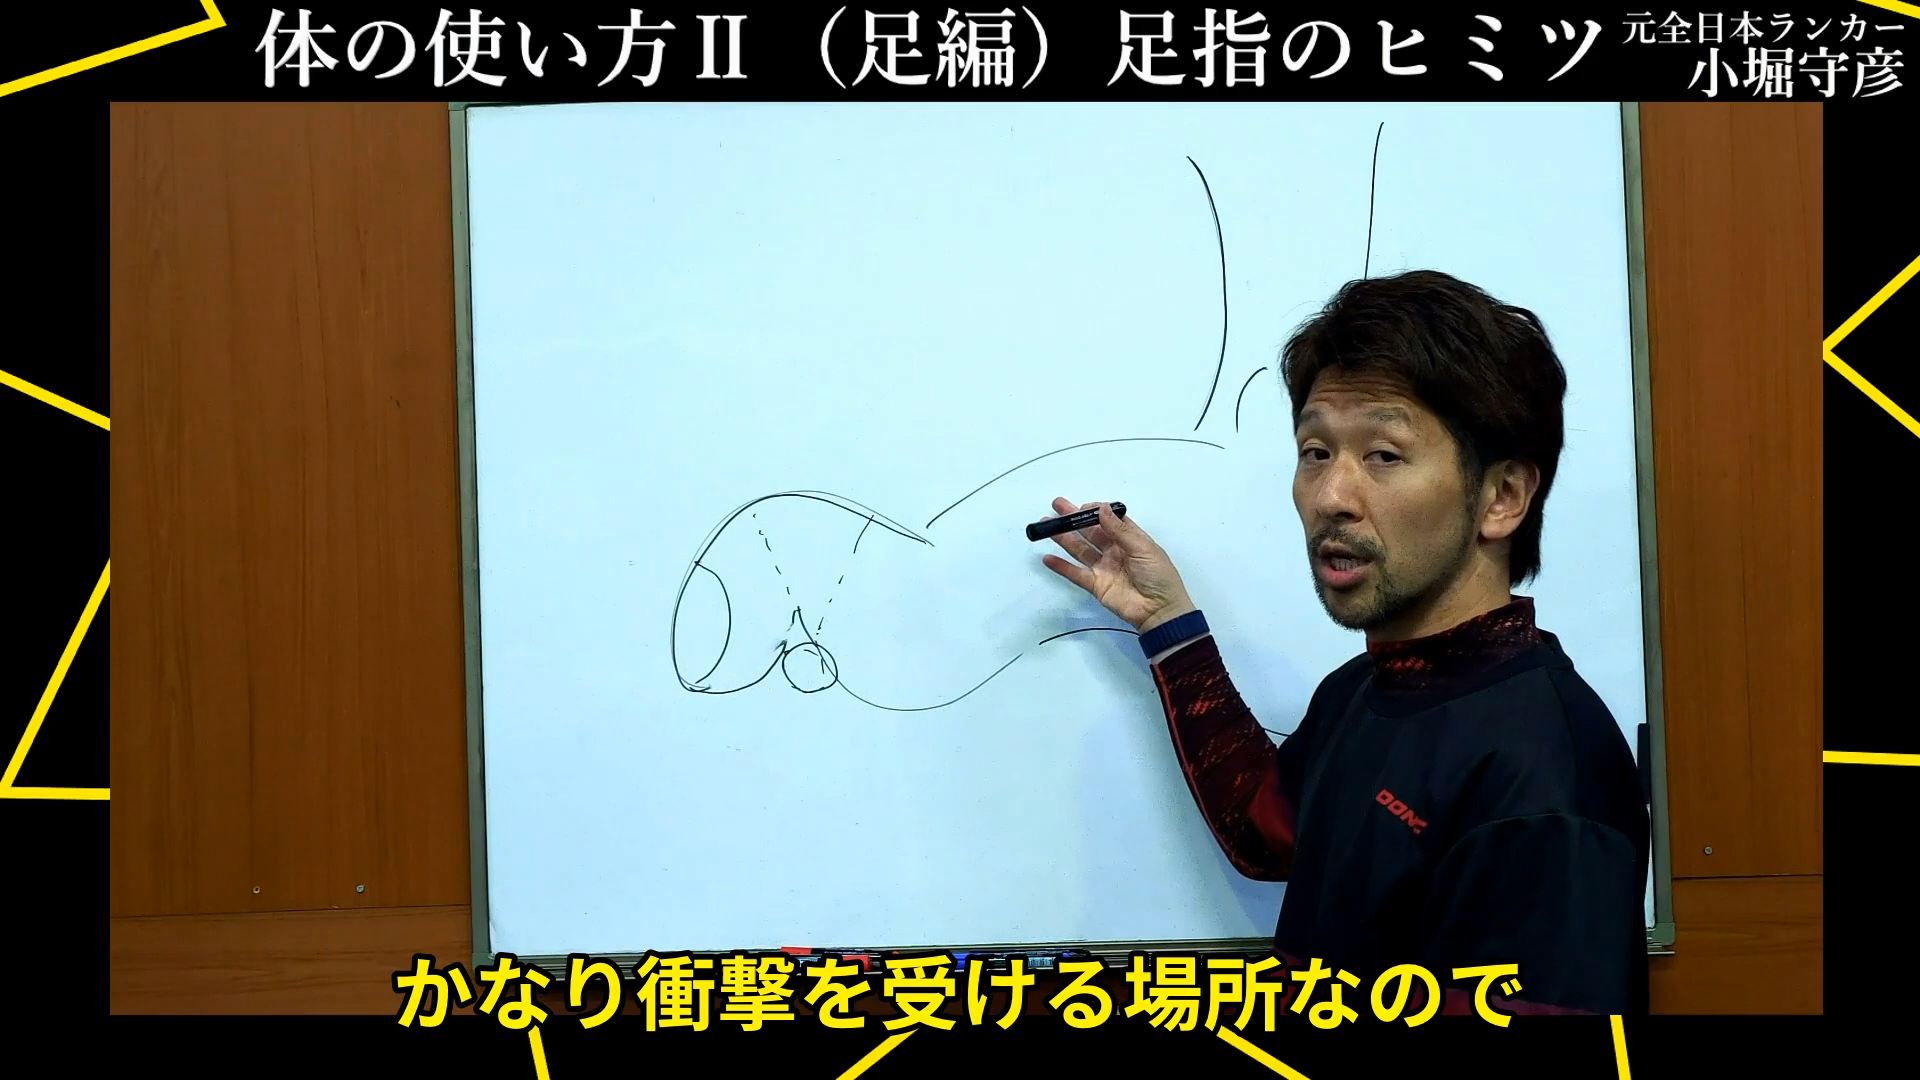 体の使い方Ⅱ（足編）足指のヒミツ
元全日本ランカー
小堀守彦
DONIC
かなり衝撃を受ける場所なので